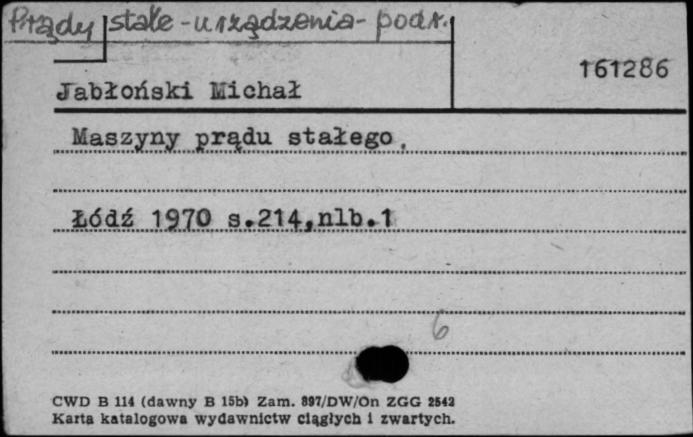 Prądy stałe - urządzenia - podr.
161286
Jabłoński Michał
Maszyny prądu stałego.
Łódź 1970 s.214,nlb.1
6
CWD B 114 (dawny B 15b) Zam. 897/DW/On ZGG 2542
Karta katalogowa wydawnictw ciągłych i zwartych.